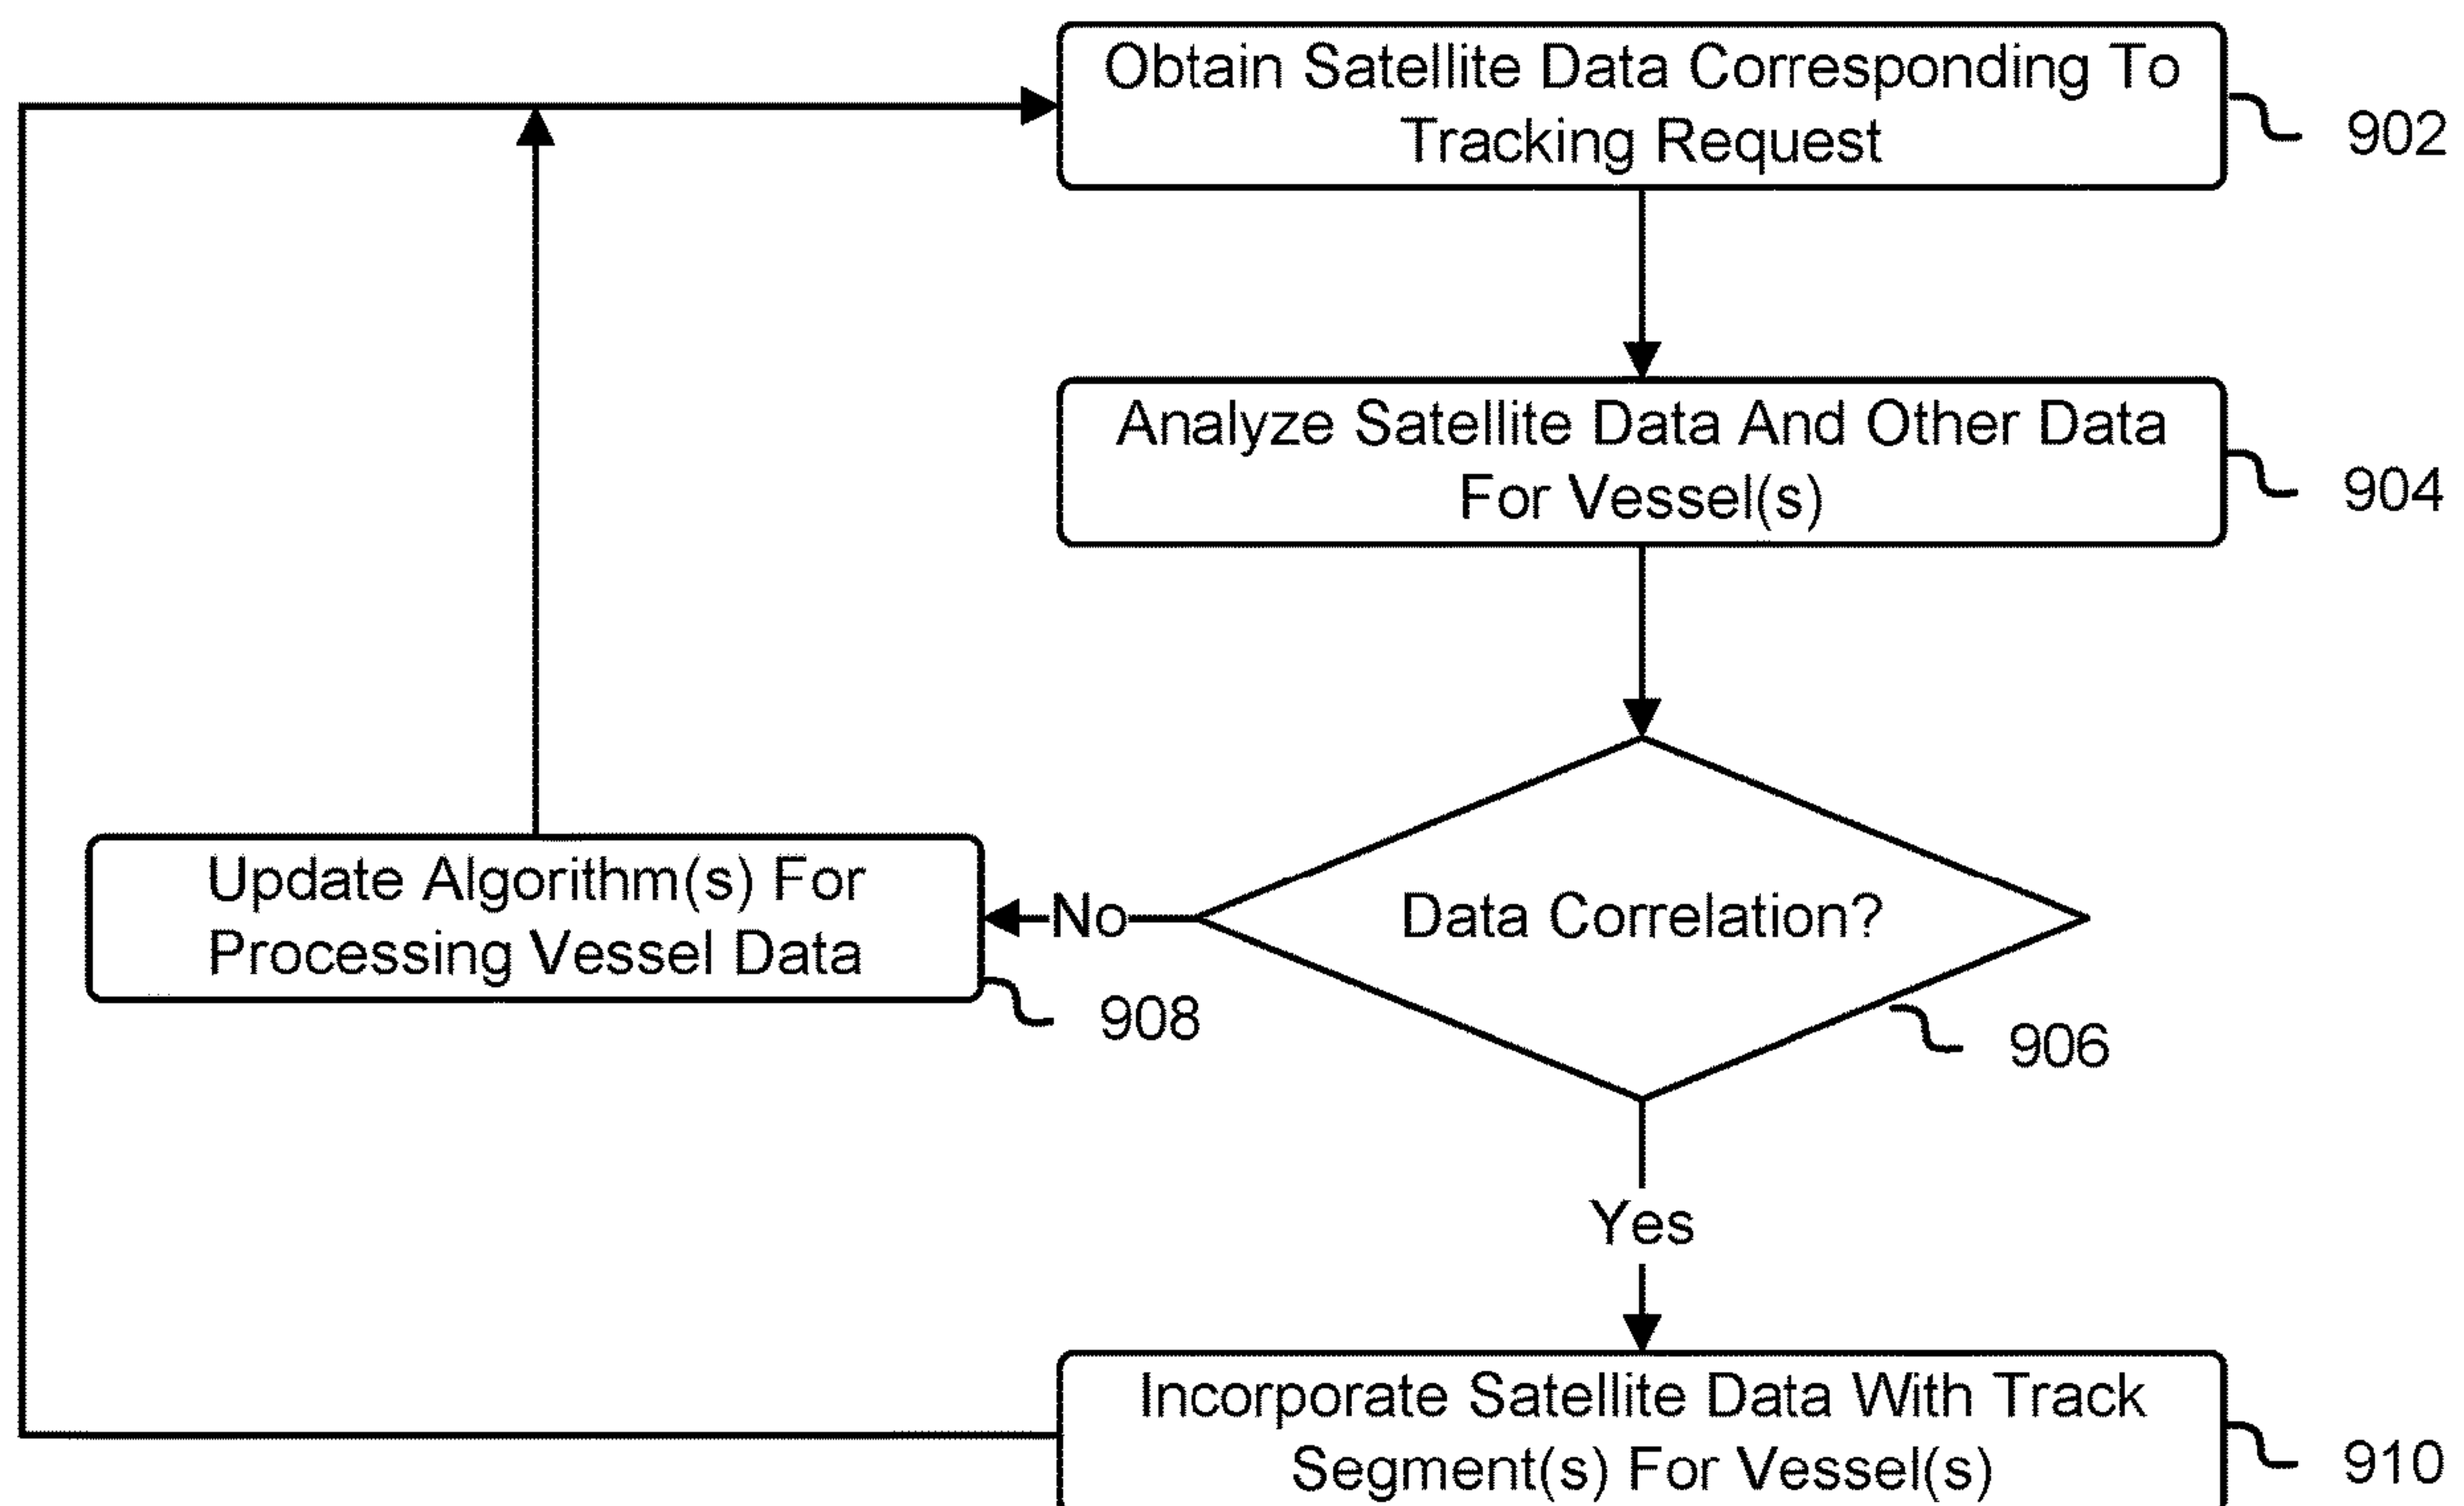 Obtain Satellite Data Corresponding To
Tracking Request
902
Analyze Satellite Data And Other Data
For Vessel(s)
904
Data Correlation?
906
No
Update Algorithm(s) For
Processing Vessel Data
908
Yes
Incorporate Satellite Data With Track
Segment(s) For Vessel(s)
910